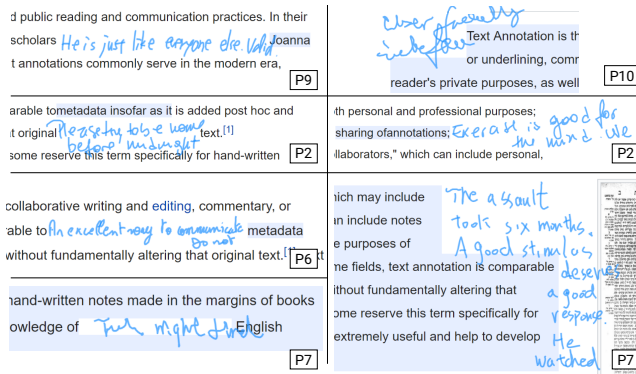 d public reading and communication practices. In their
scholars He is just like everyone else. Valid Joanna
t annotations commonly serve in the modern era,
P9
arable to metadata insofar as it is added post hoc and
t original Please try to be home text.[1]
before midnight
some reserve this term specifically for hand-written
P2
collaborative writing and editing, commentary, or
able to An excellent way to communicate metadata
Do not
without fundamentally altering that original text.[
P6
hand-written notes made in the margins of books
owledge of might English
P7
User friendly
interface
Text Annotation is th
or underlining, comm
reader's private purposes, as well
P10
th personal and professional purposes;
sharing ofannotations; Exercise is good for
the mind. We
llaborators," which can include personal,
P2
nich may include The assault
an include notes took six months.
e purposes of A good stimulus
me fields, text annotation is comparable deserve
ithout fundamentally altering that a good
ome reserve this term specifically for response
extremely useful and help to develop He
watched
P7